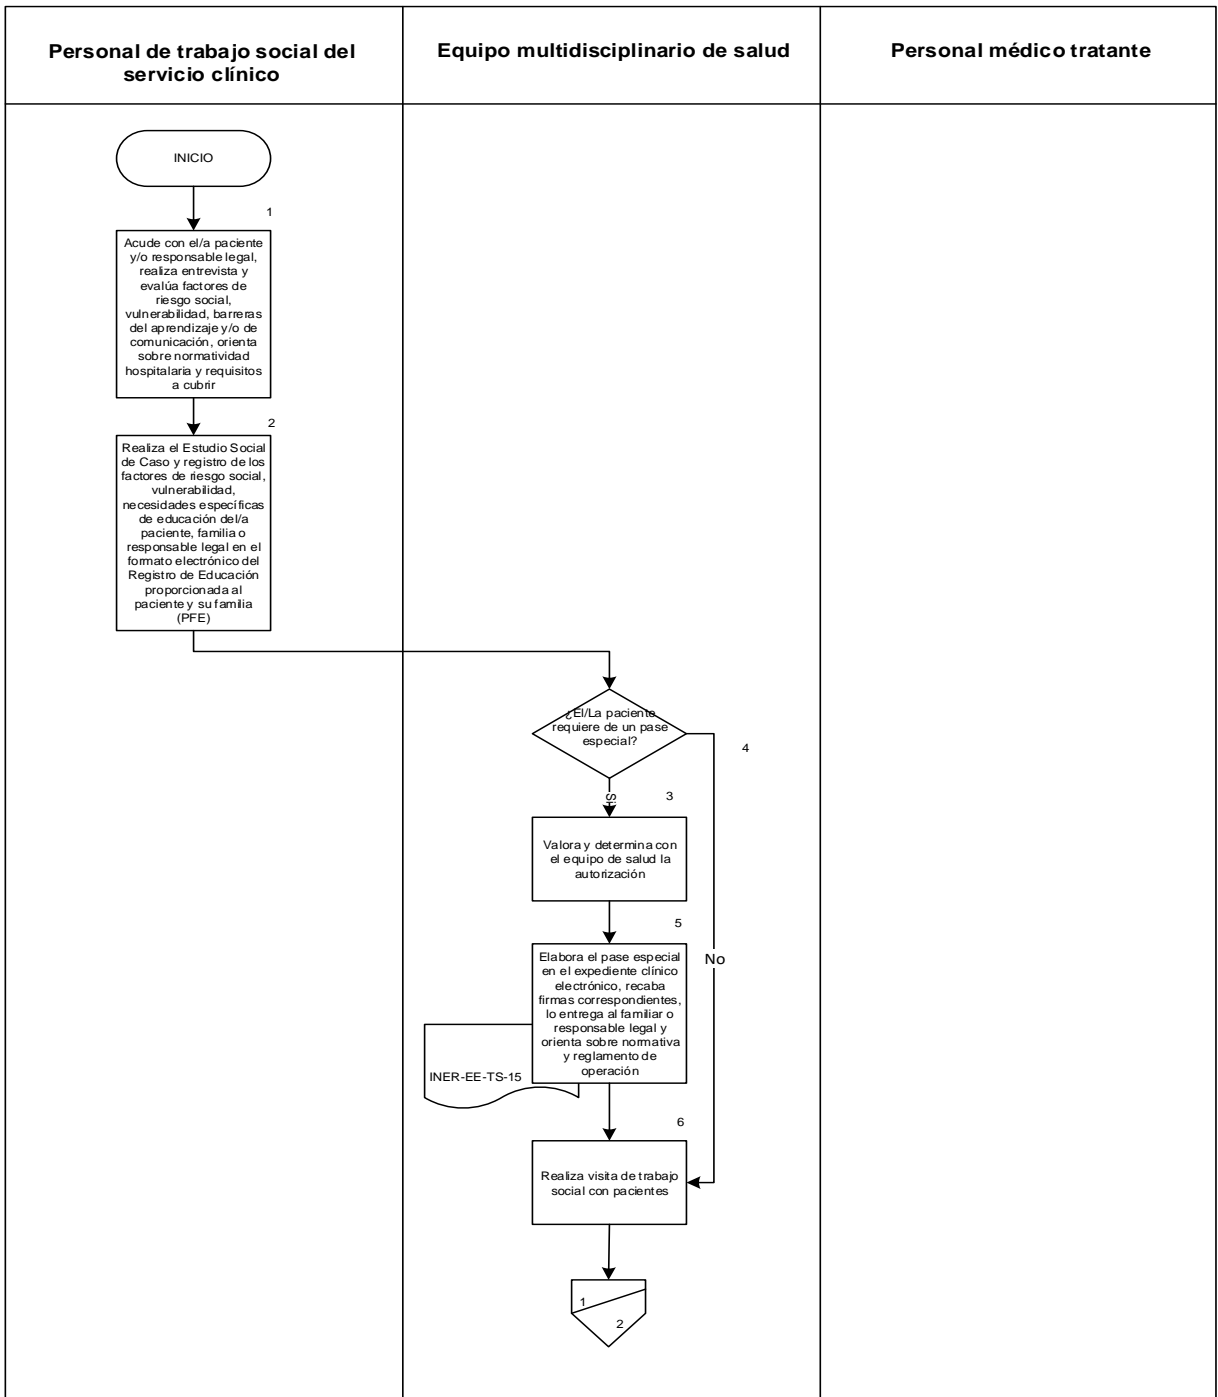 Personal de trabajo social del
servicio clínico
Equipo multidisciplinario de salud
Personal médico tratante
INICIO
1
Acude con el/a paciente
y/o responsable legal,
realiza entrevista y
evalúa factores de
riesgo social,
vulnerabilidad, barreras
del aprendizaje y/o de
comunicación, orienta
sobre normatividad
hospitalaria y requisitos
a cubrir
2
Realiza el Estudio Social
de Caso y registro de los
factores de riesgo social,
vulnerabilidad,
necesidades específicas
de educación del/a
paciente, familia o
responsable legal en el
formato electrónico del
Registro de Educación
proporcionada al
paciente y su familia
(PFE)
¿El/La paciente
requiere de un pase
especial?
4
Sí
3
Valora y determina con
el equipo de salud la
autorización
5
Elabora el pase especial
en el expediente clínico
electrónico, recaba
firmas correspondientes,
lo entrega al familiar o
responsable legal y
orienta sobre normativa
y reglamento de
operación
No
INER-EE-TS-15
6
Realiza visita de trabajo
social con pacientes
1
2